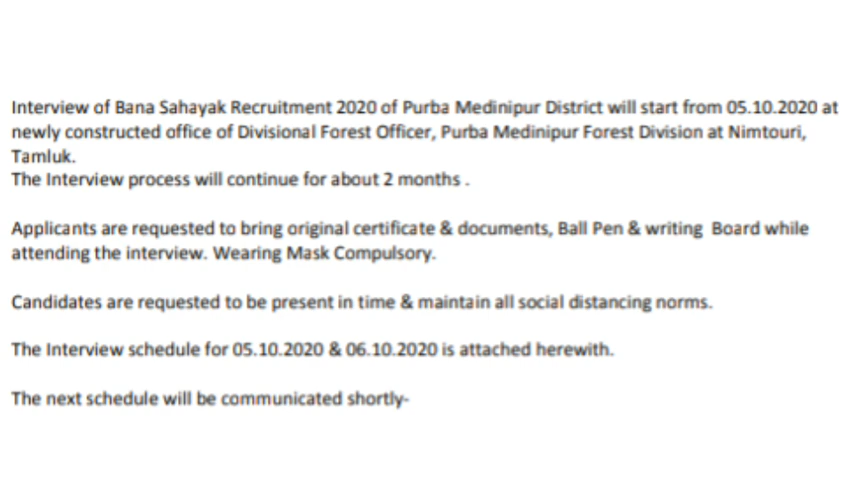 Interview of Bana Sahayak Recruitment 2020 of Purba Medinipur District will start from 05.10.2020 at
newly constructed office of Divisional Forest Officer, Purba Medinipur Forest Division at Nimtouri,
Tamluk.
The Interview process will continue for about 2 months .
Applicants are requested to bring original certificate & documents, Ball Pen & writing Board while
attending the interview. Wearing Mask Compulsory.
Candidates are requested to be present in time & maintain all social distancing norms.
The Interview schedule for 05.10.2020 & 06.10.2020 is attached herewith.
The next schedule will be communicated shortly-